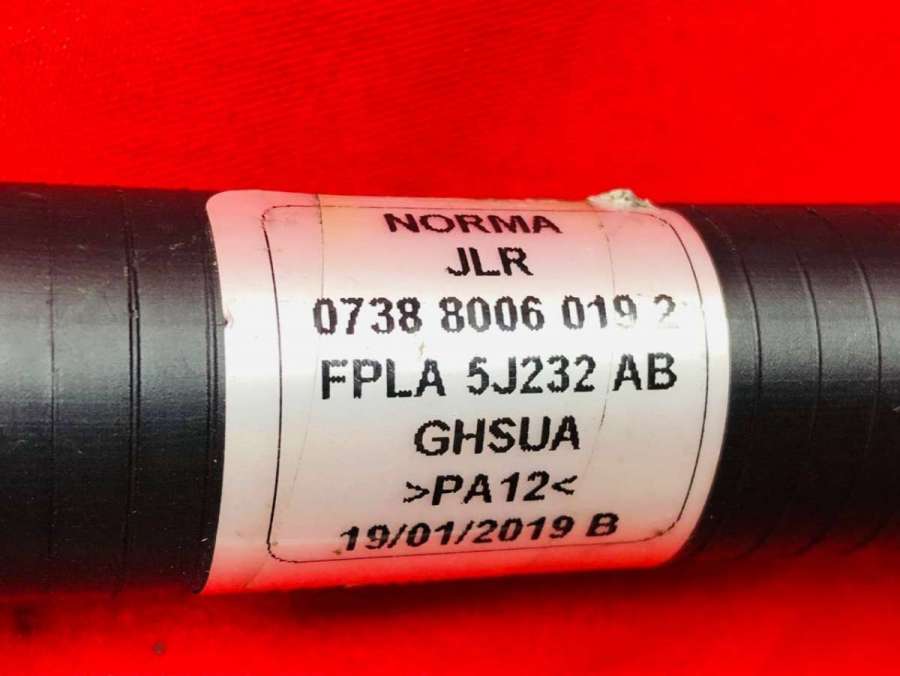 NORMA
JLR
0738 8006 019 2
FPLA 5J232 AB
GHSUA
>PA12<
19/01/2019 B